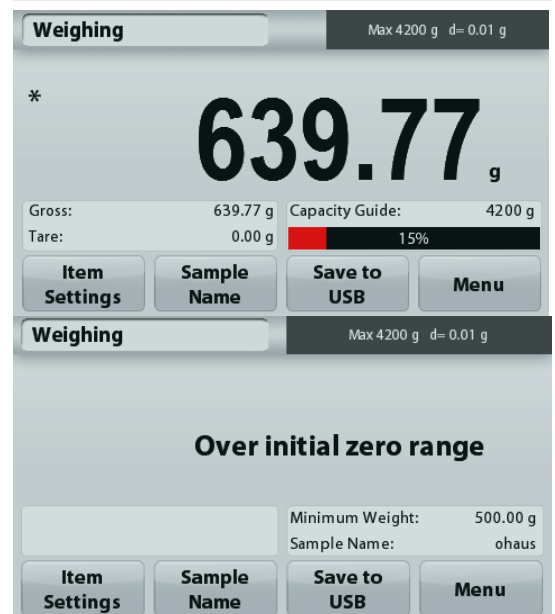 Weighing
Max 4200 g d= 0.01 g
*
639.77 g
Gross: 639.77 g
Capacity Guide: 4200 g
Tare: 0.00 g
15%
Item Settings
Sample Name
Save to USB
Menu
Weighing
Max 4200 g d= 0.01 g
Over initial zero range
Minimum Weight: 500.00 g
Sample Name: ohaus
Item Settings
Sample Name
Save to USB
Menu